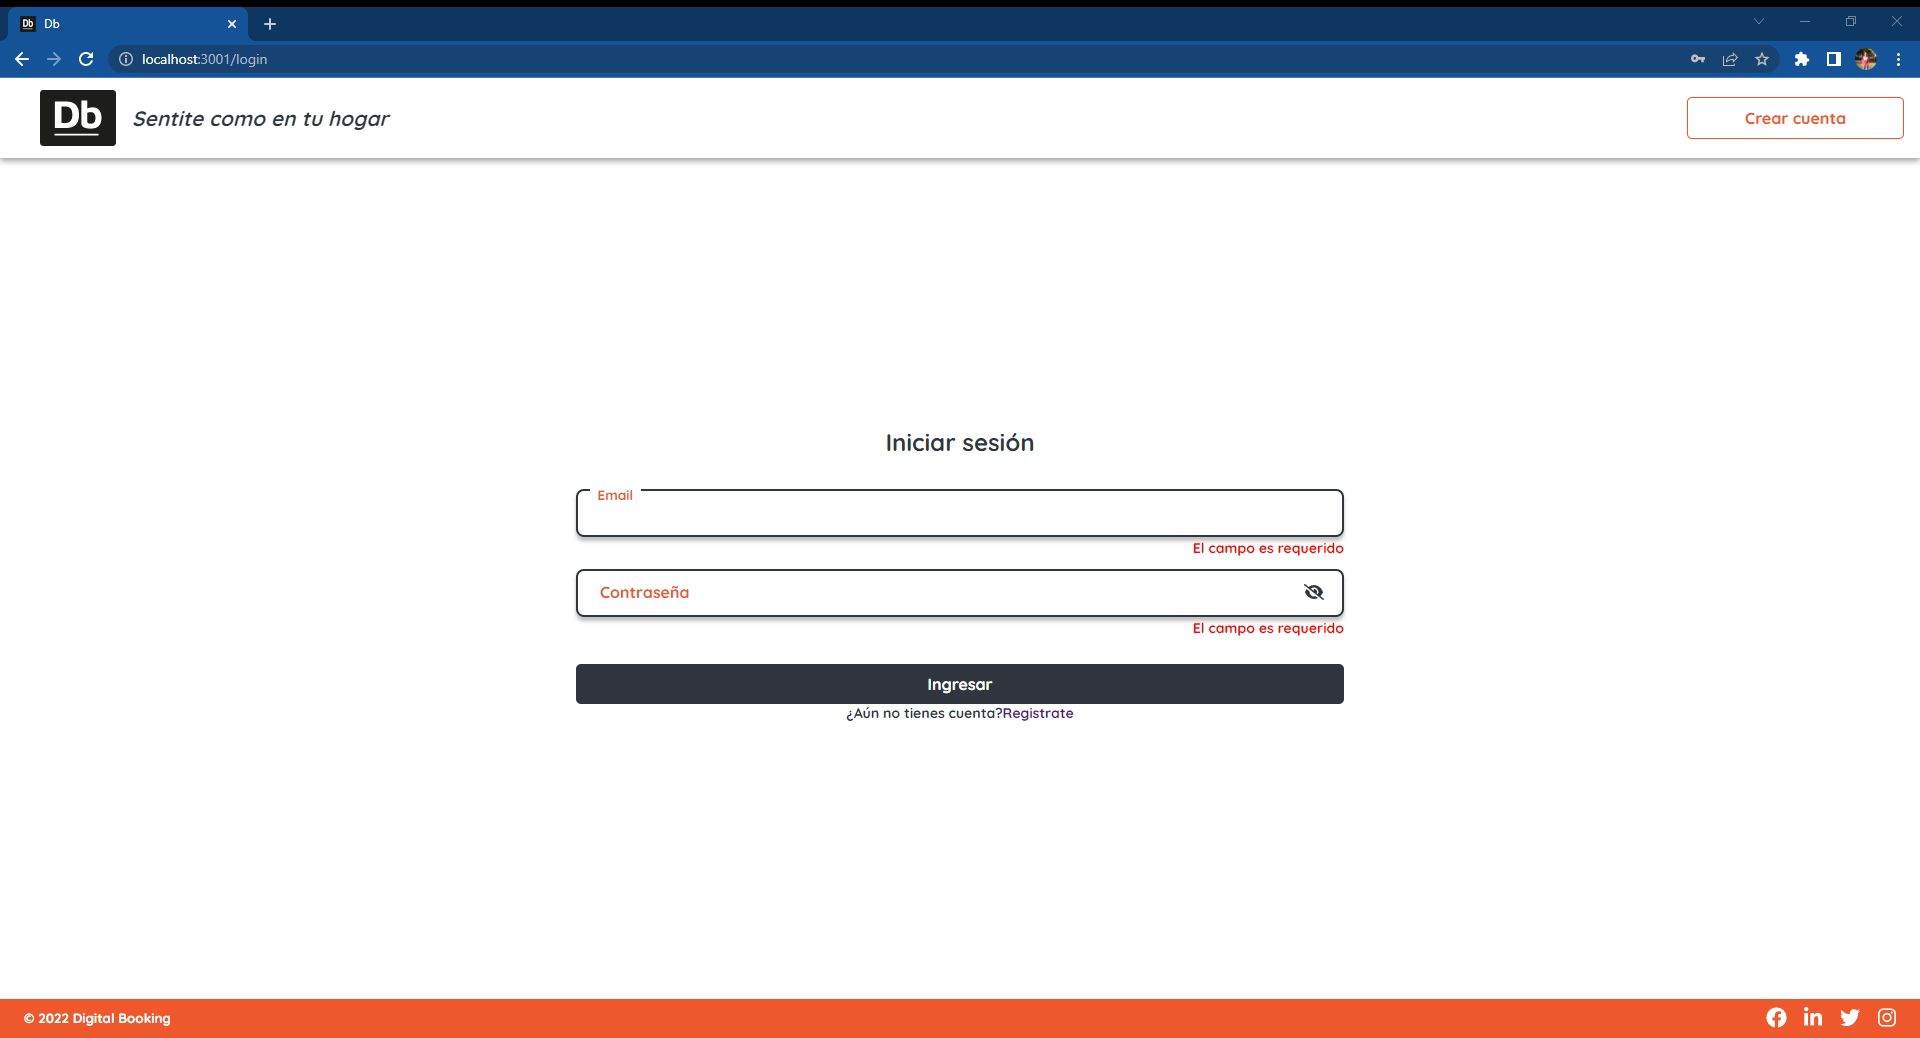 Db
localhost:3001/login
Db
Sentite como en tu hogar
Crear cuenta
Iniciar sesión
Email
El campo es requerido
Contraseña
El campo es requerido
Ingresar
¿Aún no tienes cuenta?Registrate
© 2022 Digital Booking